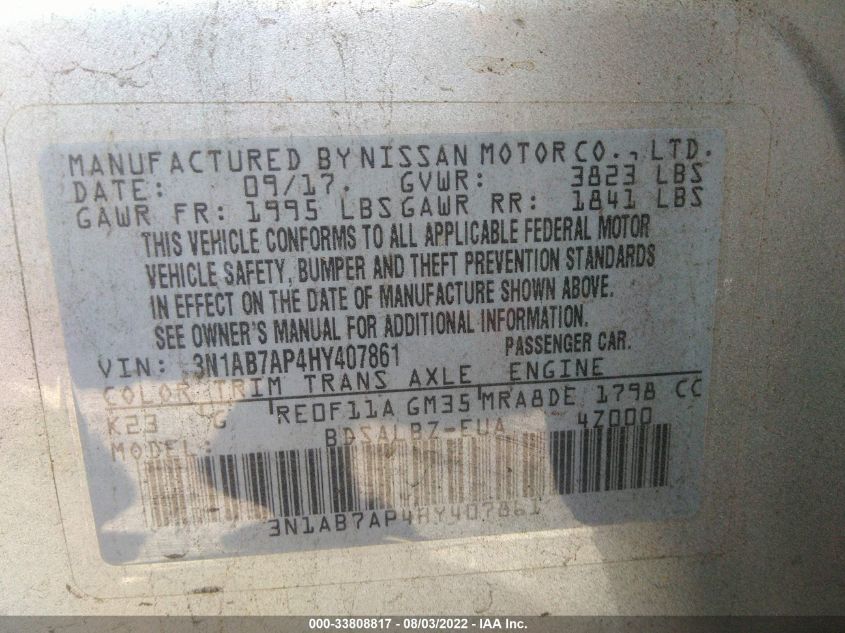 MANUFACTURED BY NISSAN MOTOR CO., LTD.
DATE: 09/17. GVWR: 3823 LBS
GAWR FR: 1995 LBS GAWR RR: 1841 LBS
THIS VEHICLE CONFORMS TO ALL APPLICABLE FEDERAL MOTOR
VEHICLE SAFETY, BUMPER AND THEFT PREVENTION STANDARDS
IN EFFECT ON THE DATE OF MANUFACTURE SHOWN ABOVE.
SEE OWNER'S MANUAL FOR ADDITIONAL INFORMATION.
VIN: 3N1AB7AP4HY407861 PASSENGER CAR.
COLOR TRIM TRANS AXLE ENGINE
K23 G RE0F11A GM35 MRA8DE 1798 CC
MODEL: BDSALBZ-EUA 4Z000
3N1AB7AP4HY407861
000-33808817 - 08/03/2022 - IAA Inc.